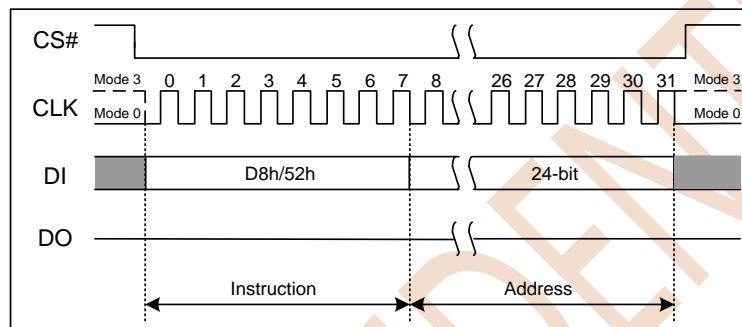 CS#
Mode 3 0 1 2 3 4 5 6 7 8 26 27 28 29 30 31 Mode 3
CLK Mode 0 Mode 0
DI D8h/52h 24-bit
DO
Instruction Address